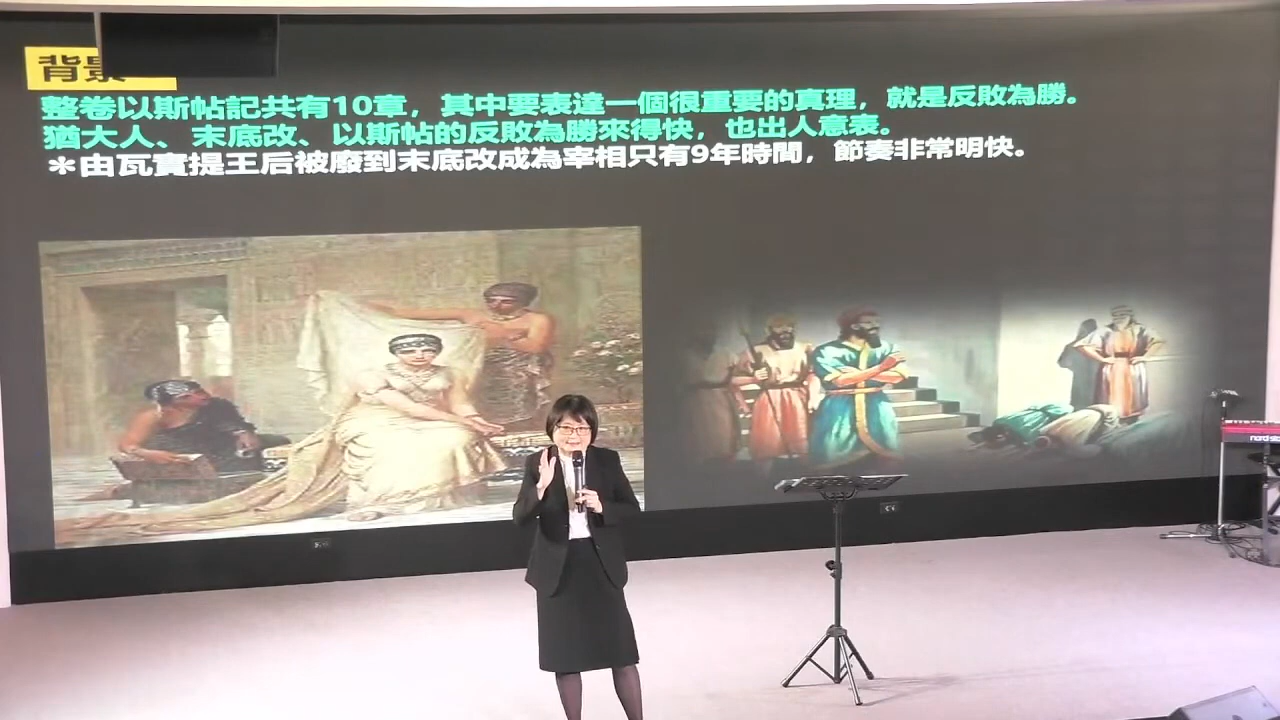 背景
整卷以斯帖記共有10章，其中要表達一個很重要的真理，就是反敗為勝。
猶大人、末底改、以斯帖的反敗為勝來得快，也出人意表。
＊由瓦實提王后被廢到末底改成為宰相只有9年時間，節奏非常明快。
nord